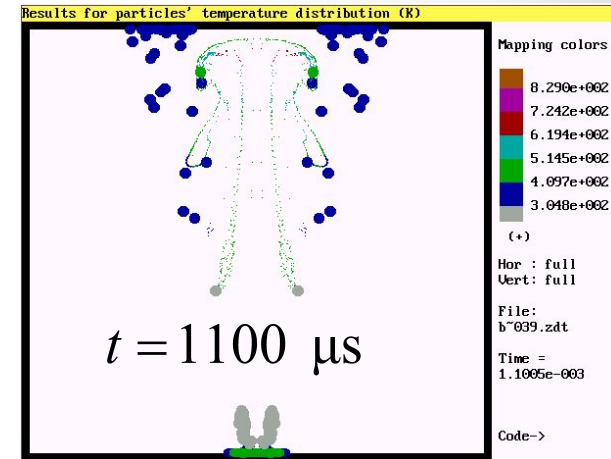 Results for particles' temperature distribution (K)
Mapping colors
8.290e+002
7.242e+002
6.194e+002
5.145e+002
4.097e+002
3.048e+002
(+)
Hor : full
Vert: full
File:
b~039.zdt
t = 1100 μs
Time =
1.1005e-003
Code->